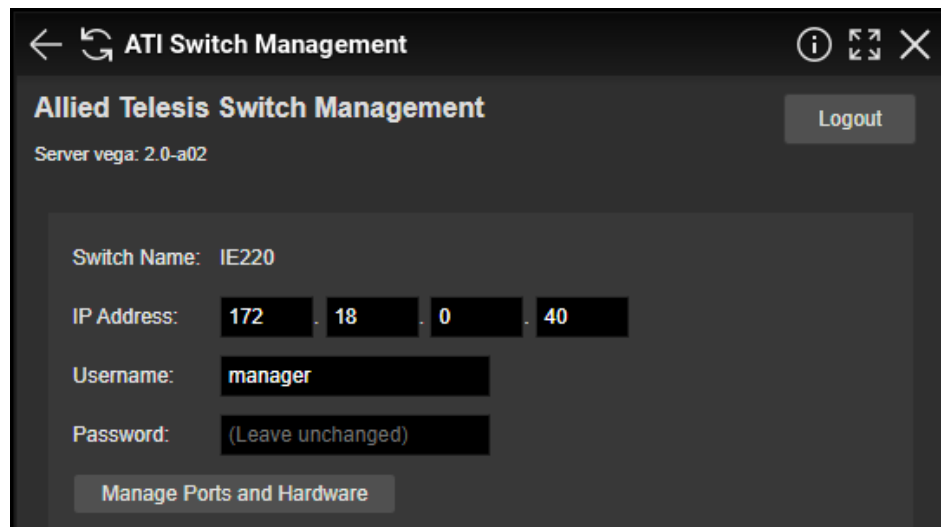 ATI Switch Management
Allied Telesis Switch Management
Logout
Server vega: 2.0-a02
Switch Name: IE220
IP Address: 172 . 18 . 0 . 40
Username: manager
Password: (Leave unchanged)
Manage Ports and Hardware